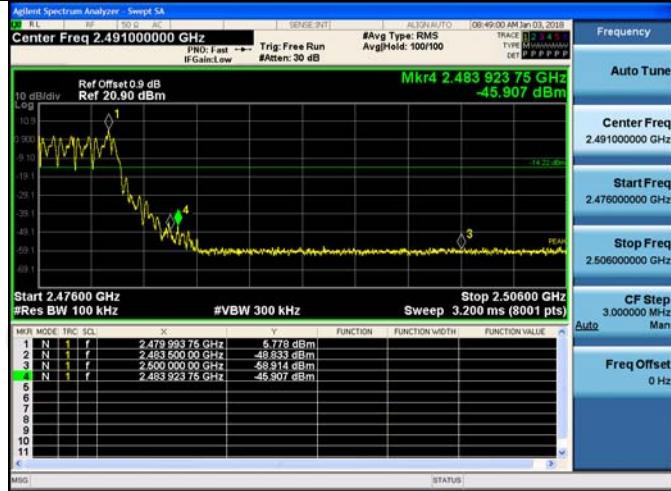 Agilent Spectrum Analyzer - Swept SA
RL RF 50 Ω AC SENSE:INT ALIGN AUTO 08:49:00 AM Jan 03, 2018
Center Freq 2.491000000 GHz #Avg Type: RMS TRACE 1 2 3 4 5 6
PNO: Fast Trig: Free Run Avg|Hold: 100/100 TYPE M
IFGain:Low #Atten: 30 dB DET P P P P P P
Mkr4 2.483 923 75 GHz
-45.907 dBm
Ref Offset 0.9 dB
10 dB/div Ref 20.90 dBm
Log
10.9
0.900
-9.10
-19.1
-29.1
-39.1
-49.1
-59.1
-69.1
1
4
3
-14.22 dBm
PEAK
Start 2.47600 GHz Stop 2.50600 GHz
#Res BW 100 kHz #VBW 300 kHz Sweep 3.200 ms (8001 pts)
MKR MODE TRC SCL X Y FUNCTION FUNCTION WIDTH FUNCTION VALUE
1 N 1 f 2.479 993 75 GHz 5.778 dBm
2 N 1 f 2.483 500 00 GHz -48.833 dBm
3 N 1 f 2.500 000 00 GHz -58.914 dBm
4 N 1 f 2.483 923 75 GHz -45.907 dBm
5
6
7
8
9
10
11
MSG STATUS
Frequency
Auto Tune
Center Freq
2.491000000 GHz
Start Freq
2.476000000 GHz
Stop Freq
2.506000000 GHz
CF Step
3.000000 MHz
Auto Man
Freq Offset
0 Hz